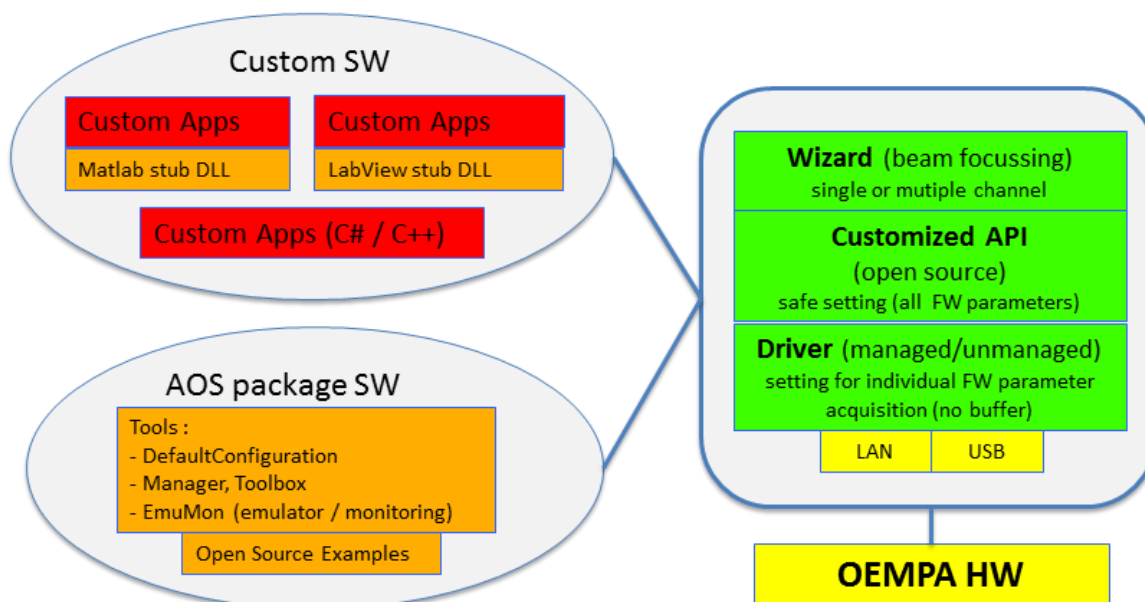 Custom SW
Custom Apps
Matlab stub DLL
Custom Apps
LabView stub DLL
Custom Apps (C# / C++)
AOS package SW
Tools :
- DefaultConfiguration
- Manager, Toolbox
- EmuMon (emulator / monitoring)
Open Source Examples
Wizard (beam focussing)
single or mutiple channel
Customized API
(open source)
safe setting (all FW parameters)
Driver (managed/unmanaged)
setting for individual FW parameter
acquisition (no buffer)
LAN
USB
OEMPA HW